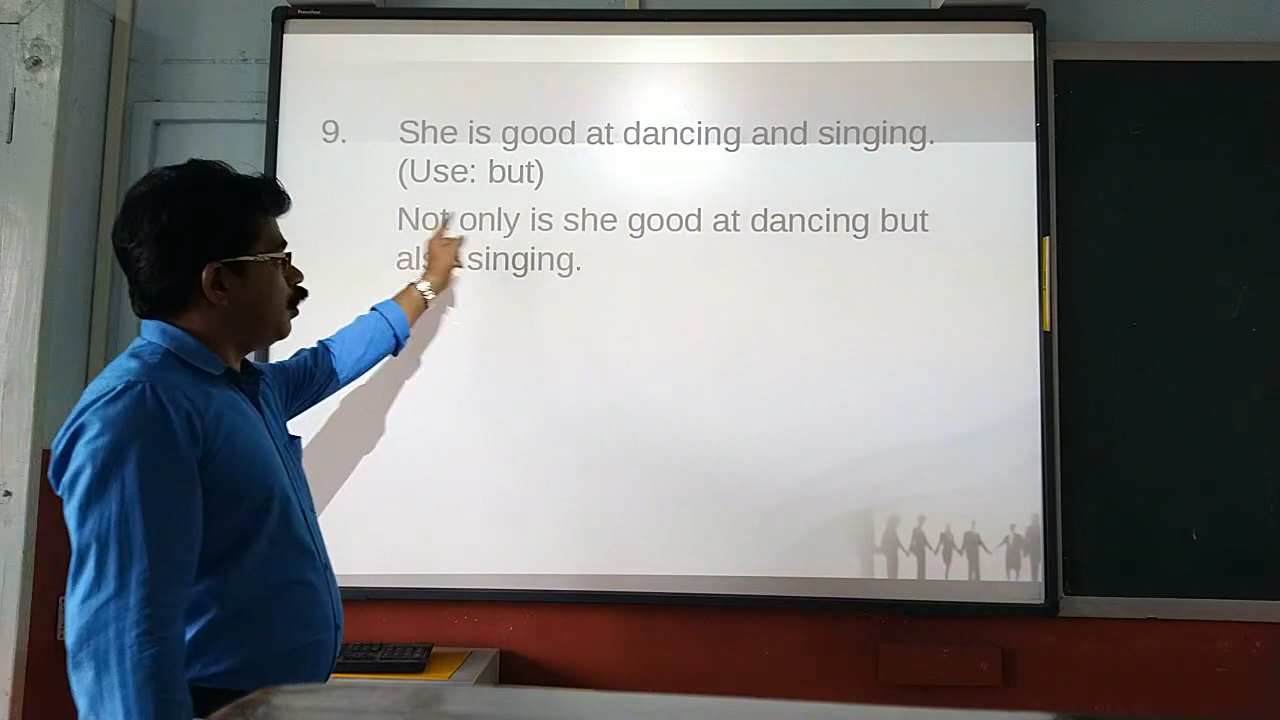 9. She is good at dancing and singing.
(Use: but)
Not only is she good at dancing but
also singing.